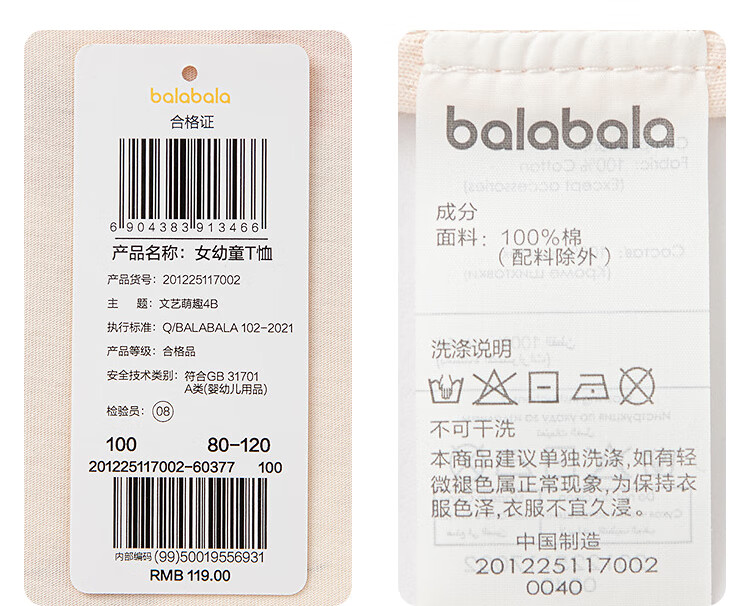 balabala
合格证
6 904383 913466
产品名称：女幼童T恤
产品货号：201225117002
主　题：文艺萌趣4B
执行标准：Q/BALABALA 102-2021
产品等级：合格品
安全技术类别：符合GB 31701
A类(婴幼儿用品)
检验员：08
100 80-120
201225117002-60377 100
内部编码 (99)50019556931
RMB 119.00
balabala
成分
面料：100%棉
（配料除外）
洗涤说明
不可干洗
本商品建议单独洗涤,如有轻
微褪色属正常现象,为保持衣
服色泽,衣服不宜久浸。
中国制造
201225117002
0040